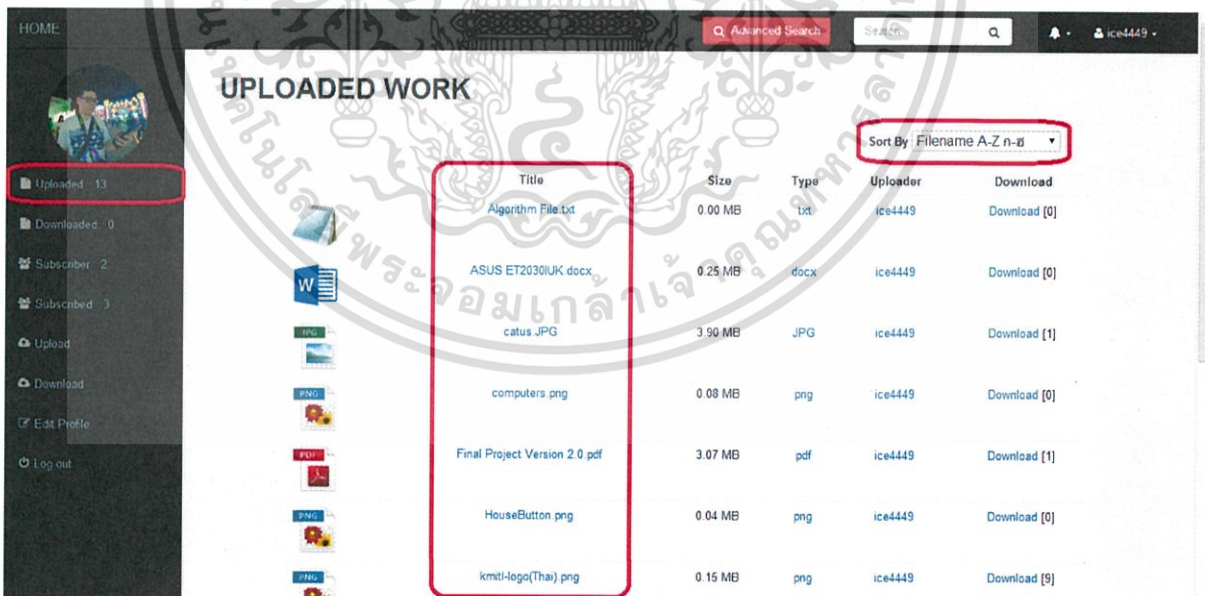 HOME
Advanced Search
Search
ice4449
UPLOADED WORK
Sort By Filename A-Z ก-ฮ
Uploaded 13
Downloaded 0
Subscriber 2
Subscribed 3
Upload
Download
Edit Profile
Log out
Title Size Type Uploader Download
Algorithm File.txt 0.00 MB txt ice4449 Download [0]
W
ASUS ET2030IUK.docx 0.25 MB docx ice4449 Download [0]
JPG
catus.JPG 3.90 MB JPG ice4449 Download [1]
PNG
computers.png 0.08 MB png ice4449 Download [0]
PDF
Final Project Version 2.0.pdf 3.07 MB pdf ice4449 Download [1]
PNG
HouseButton.png 0.04 MB png ice4449 Download [0]
PNG
kmitl-logo(Thai).png 0.15 MB png ice4449 Download [9]